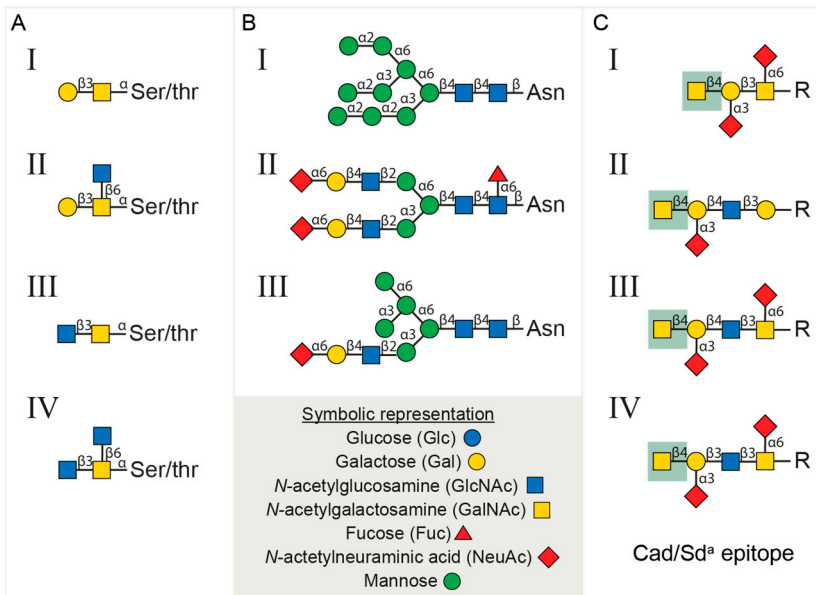 A
I
β3
α
Ser/thr
II
β6
β3
α
Ser/thr
III
β3
α
Ser/thr
IV
β6
β3
α
Ser/thr
B
I
α2
α6
α3
α6
α2
α3
α2
α2
β4
β4
β
Asn
II
α6
β4
β2
α6
α6
β4
β2
α3
β4
β4
α6
β
Asn
III
α6
α3
α6
α6
β4
β2
α3
β4
β4
β
Asn
Symbolic representation
Glucose (Glc)
Galactose (Gal)
N-acetylglucosamine (GlcNAc)
N-acetylgalactosamine (GalNAc)
Fucose (Fuc)
N-actetylneuraminic acid (NeuAc)
Mannose
C
I
β4
β3
α6
α3
R
II
β4
β4
β3
α3
R
III
β4
β4
β3
α6
α3
R
IV
β4
β3
β3
α6
α3
R
Cad/Sdᵃ epitope